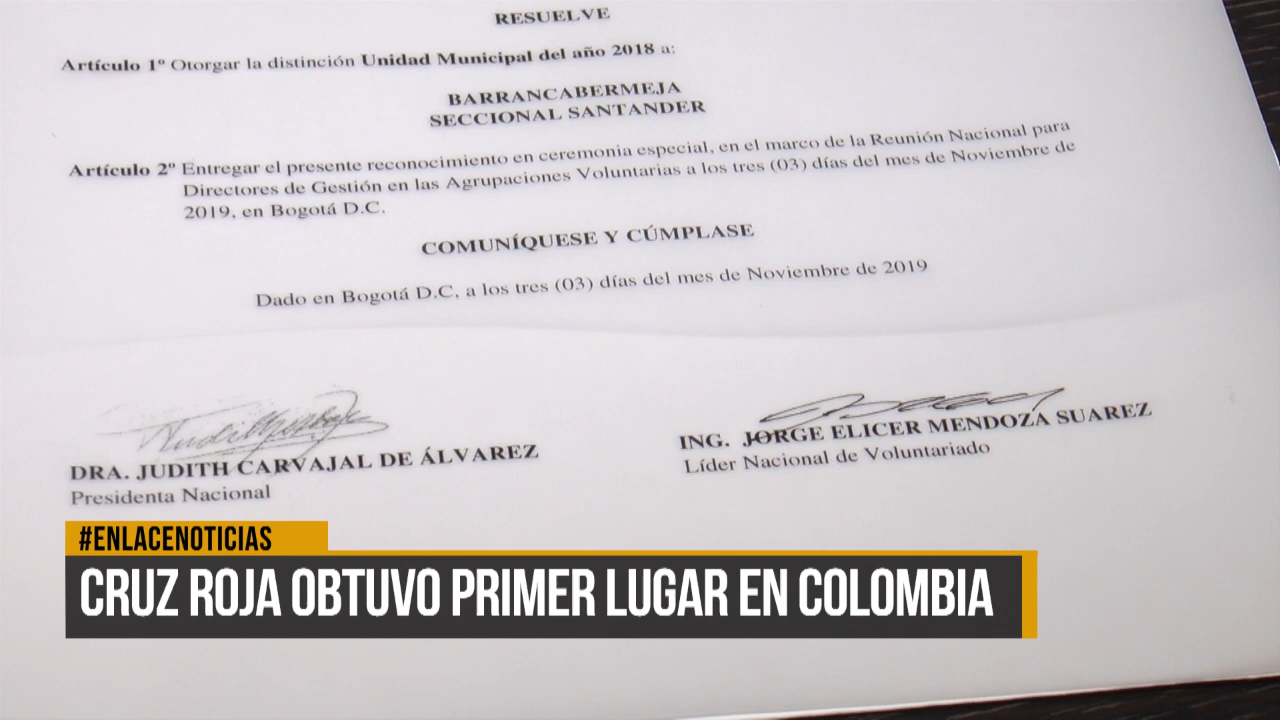 RESUELVE
Artículo 1º Otorgar la distinción Unidad Municipal del año 2018 a:
BARRANCABERMEJA
SECCIONAL SANTANDER
Artículo 2º Entregar el presente reconocimiento en ceremonia especial, en el marco de la Reunión Nacional para
Directores de Gestión en las Agrupaciones Voluntarias a los tres (03) días del mes de Noviembre de
2019, en Bogotá D.C.
COMUNÍQUESE Y CÚMPLASE
Dado en Bogotá D.C, a los tres (03) días del mes de Noviembre de 2019
DRA. JUDITH CARVAJAL DE ÁLVAREZ
Presidenta Nacional
ING. JORGE ELICER MENDOZA SUAREZ
Líder Nacional de Voluntariado
#ENLACENOTICIAS
CRUZ ROJA OBTUVO PRIMER LUGAR EN COLOMBIA